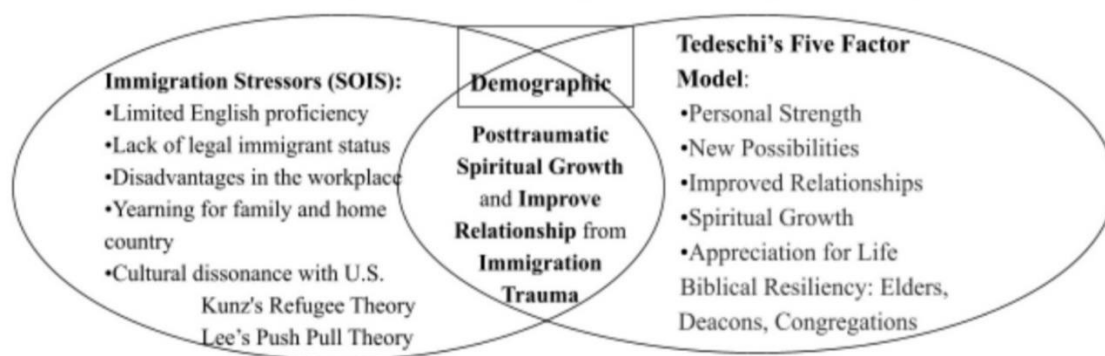 Immigration Stressors (SOIS):
•Limited English proficiency
•Lack of legal immigrant status
•Disadvantages in the workplace
•Yearning for family and home
country
•Cultural dissonance with U.S.
Kunz's Refugee Theory
Lee's Push Pull Theory
Demographic
Posttraumatic
Spiritual Growth
and Improve
Relationship from
Immigration
Trauma
Tedeschi's Five Factor
Model:
•Personal Strength
•New Possibilities
•Improved Relationships
•Spiritual Growth
•Appreciation for Life
Biblical Resiliency: Elders,
Deacons, Congregations